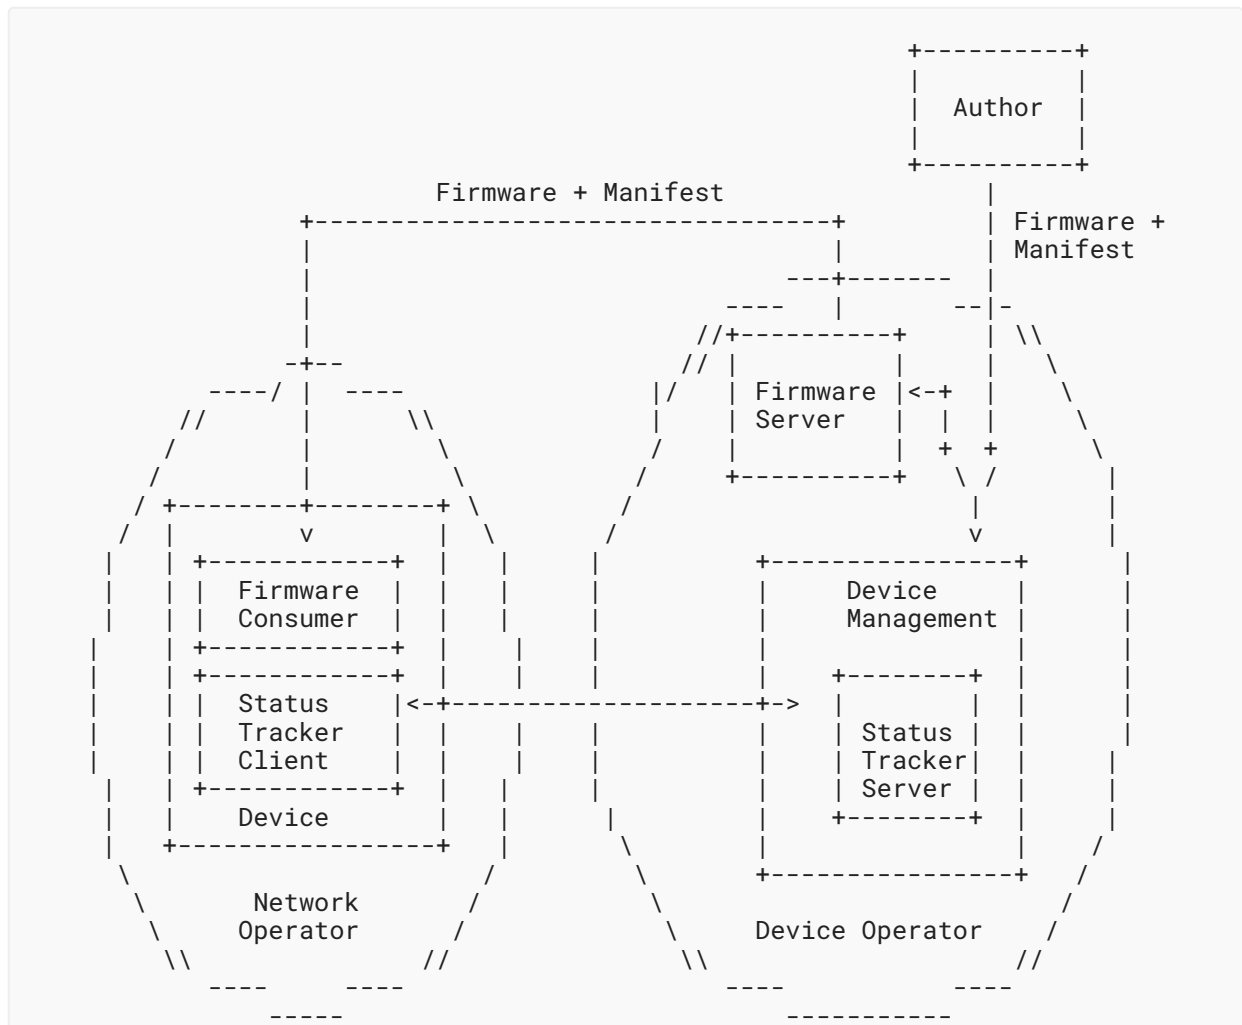 Author
Firmware + Manifest
Firmware +
Manifest
Firmware
Server
Firmware
Consumer
Device
Management
Status
Tracker
Client
Status
Tracker
Server
Device
Network
Operator
Device Operator